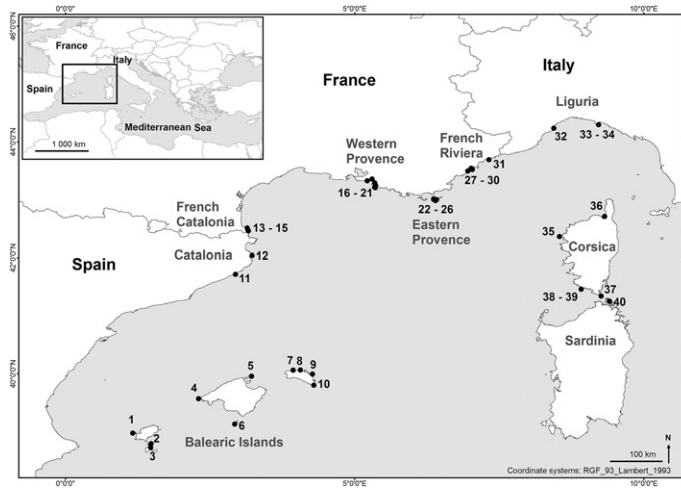 46°0'0"N
France
Italy
Spain
Mediterranean Sea
1 000 km
44°0'0"N
42°0'0"N
40°0'0"N
France
Italy
Liguria
32
33 - 34
Western
Provence
French
Riviera
31
16 - 21
27 - 30
22 - 26
Eastern
Provence
French
Catalonia
13 - 15
Spain
Catalonia
12
11
36
35
Corsica
37
38 - 39
40
Sardinia
7
8
9
5
10
4
6
1
2
3
Balearic Islands
N
100 km
Coordinate systems: RGF_93_Lambert_1993
0°0'0"
5°0'0"E
10°0'0"E
0°0'0"
5°0'0"E
10°0'0"E